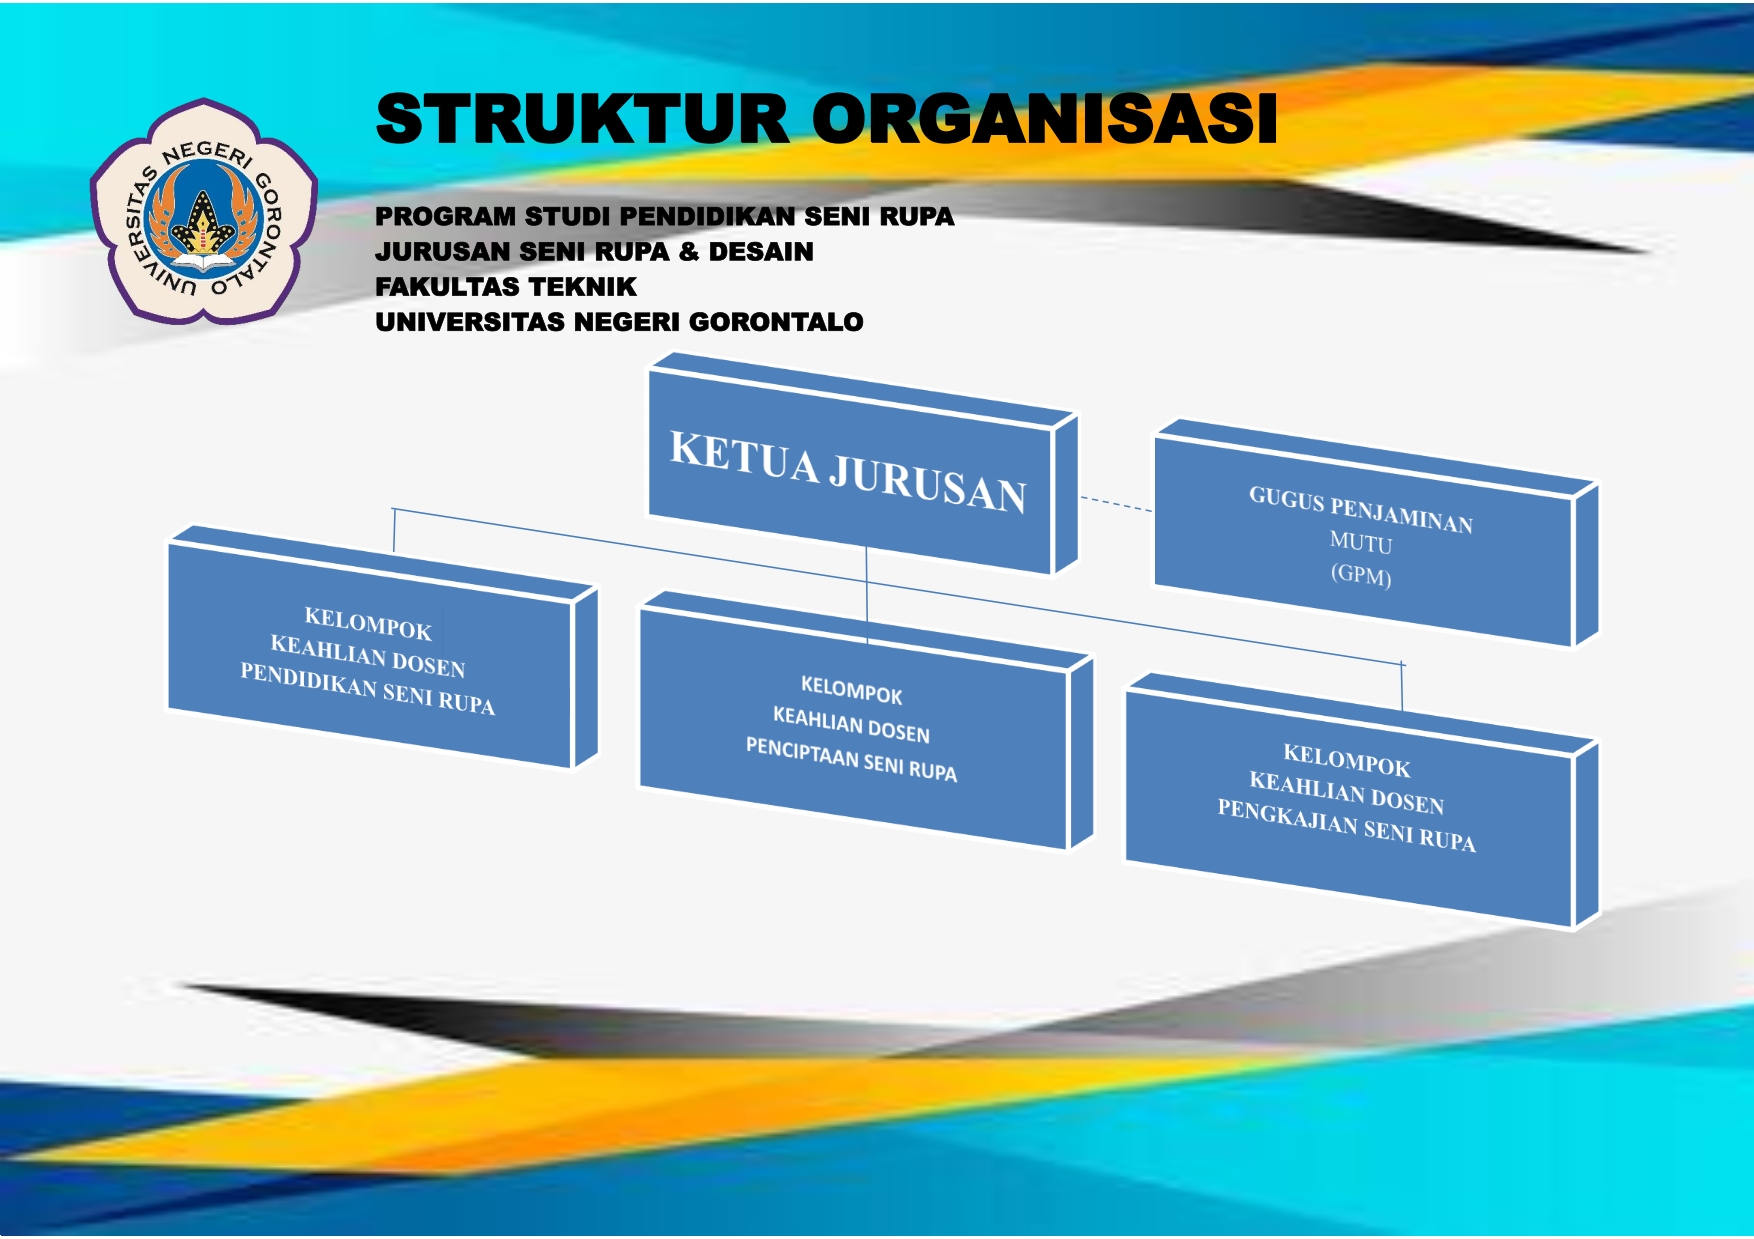 STRUKTUR ORGANISASI
UNIVERSITAS NEGERI GORONTALO
PROGRAM STUDI PENDIDIKAN SENI RUPA
JURUSAN SENI RUPA & DESAIN
FAKULTAS TEKNIK
UNIVERSITAS NEGERI GORONTALO
KETUA JURUSAN
GUGUS PENJAMINAN
MUTU
(GPM)
KELOMPOK
KEAHLIAN DOSEN
PENDIDIKAN SENI RUPA
KELOMPOK
KEAHLIAN DOSEN
PENCIPTAAN SENI RUPA
KELOMPOK
KEAHLIAN DOSEN
PENGKAJIAN SENI RUPA